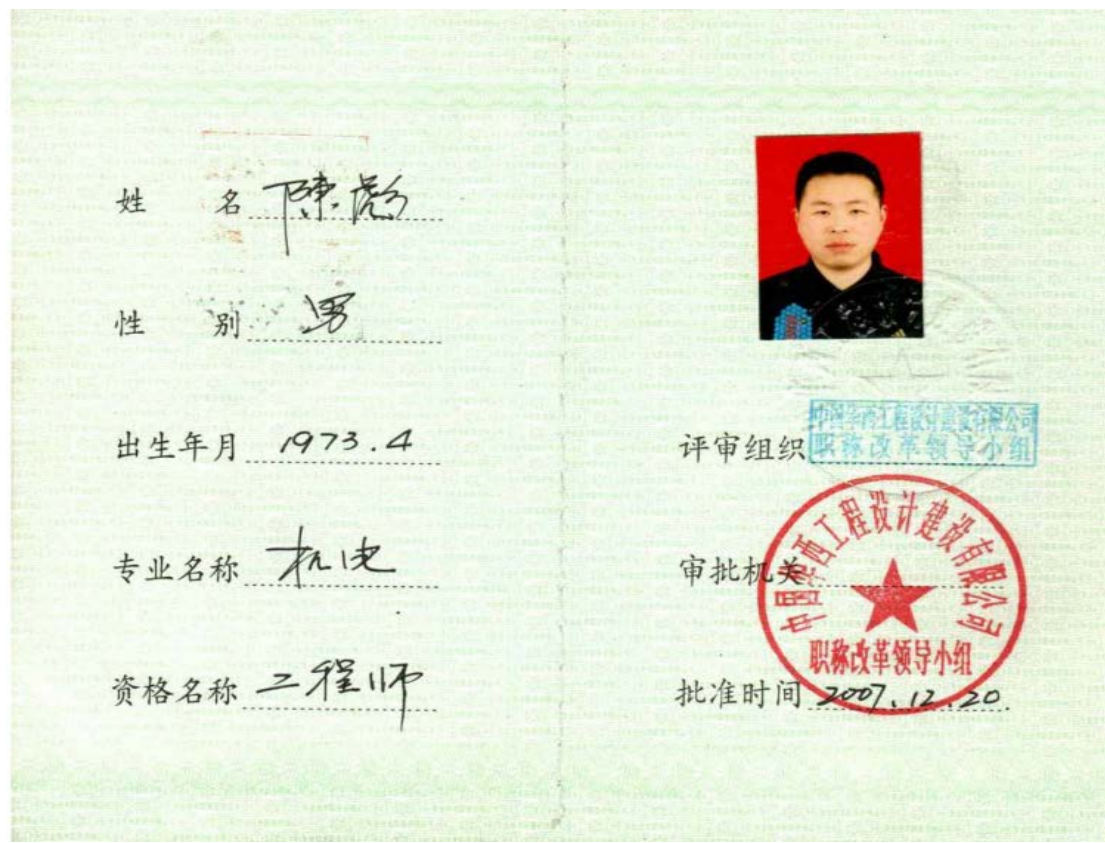 姓 名 陳彪
性 别 男
出生年月 1973.4
专业名称 机电
资格名称 工程师
评审组织 中国华西工程设计建设有限公司
职称改革领导小组
审批机关
中国华西工程设计建设有限公司
职称改革领导小组
批准时间 2007.12.20.